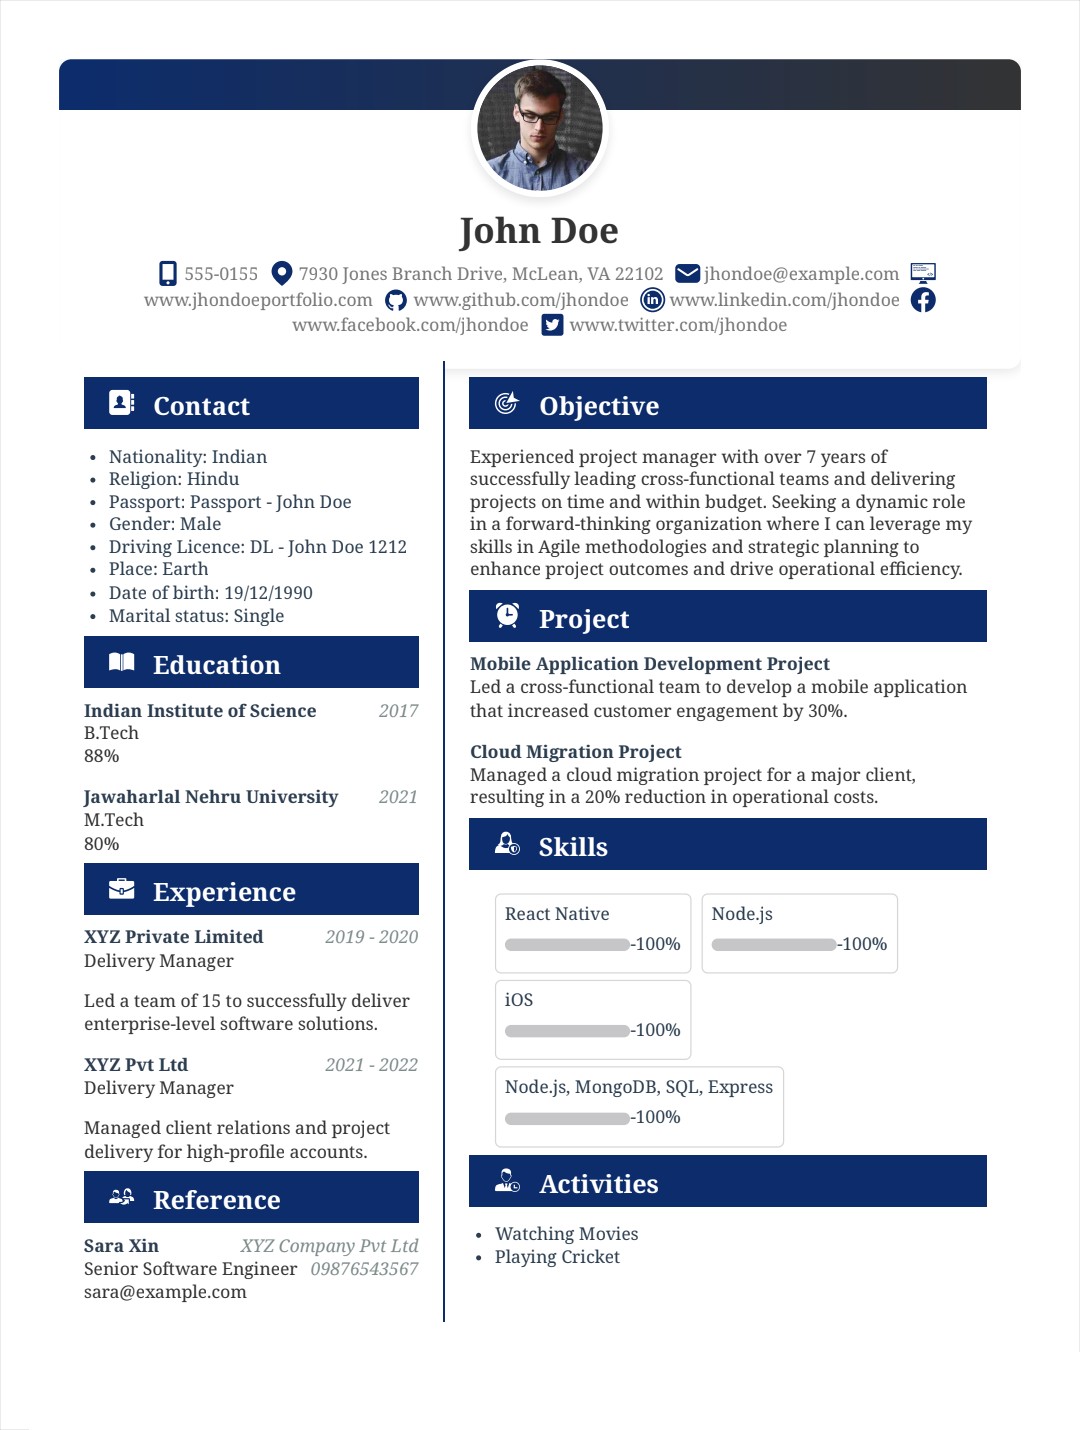 John Doe
555-0155 7930 Jones Branch Drive, McLean, VA 22102 jhondoe@example.com
www.jhondoeportfolio.com www.github.com/jhondoe www.linkedin.com/jhondoe
www.facebook.com/jhondoe www.twitter.com/jhondoe
Contact
• Nationality: Indian
• Religion: Hindu
• Passport: Passport - John Doe
• Gender: Male
• Driving Licence: DL - John Doe 1212
• Place: Earth
• Date of birth: 19/12/1990
• Marital status: Single
Education
Indian Institute of Science 2017
B.Tech
88%
Jawaharlal Nehru University 2021
M.Tech
80%
Experience
XYZ Private Limited 2019 - 2020
Delivery Manager
Led a team of 15 to successfully deliver
enterprise-level software solutions.
XYZ Pvt Ltd 2021 - 2022
Delivery Manager
Managed client relations and project
delivery for high-profile accounts.
Reference
Sara Xin XYZ Company Pvt Ltd
Senior Software Engineer 09876543567
sara@example.com
Objective
Experienced project manager with over 7 years of
successfully leading cross-functional teams and delivering
projects on time and within budget. Seeking a dynamic role
in a forward-thinking organization where I can leverage my
skills in Agile methodologies and strategic planning to
enhance project outcomes and drive operational efficiency.
Project
Mobile Application Development Project
Led a cross-functional team to develop a mobile application
that increased customer engagement by 30%.
Cloud Migration Project
Managed a cloud migration project for a major client,
resulting in a 20% reduction in operational costs.
Skills
React Native Node.js
-100% -100%
iOS
-100%
Node.js, MongoDB, SQL, Express
-100%
Activities
• Watching Movies
• Playing Cricket